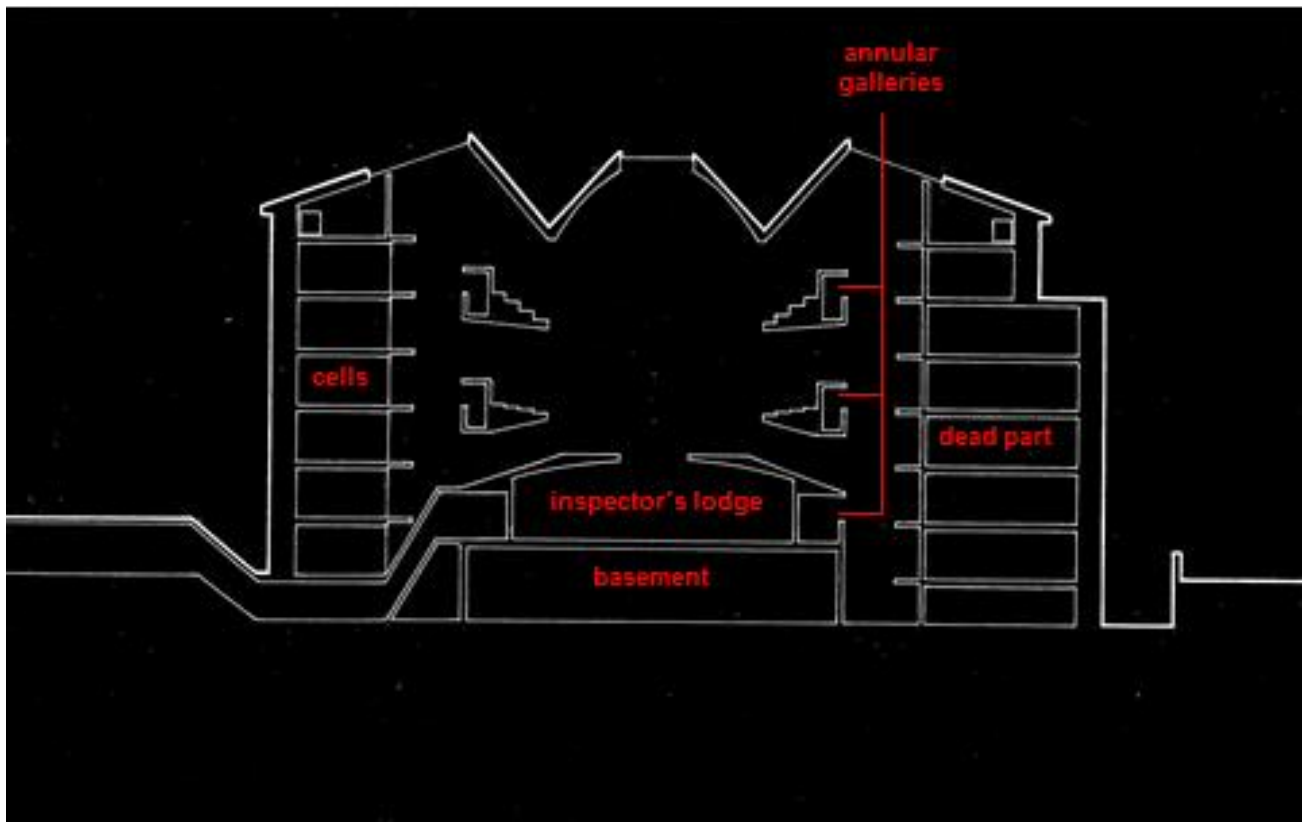 annular
galleries
cells
dead part
inspector's lodge
basement